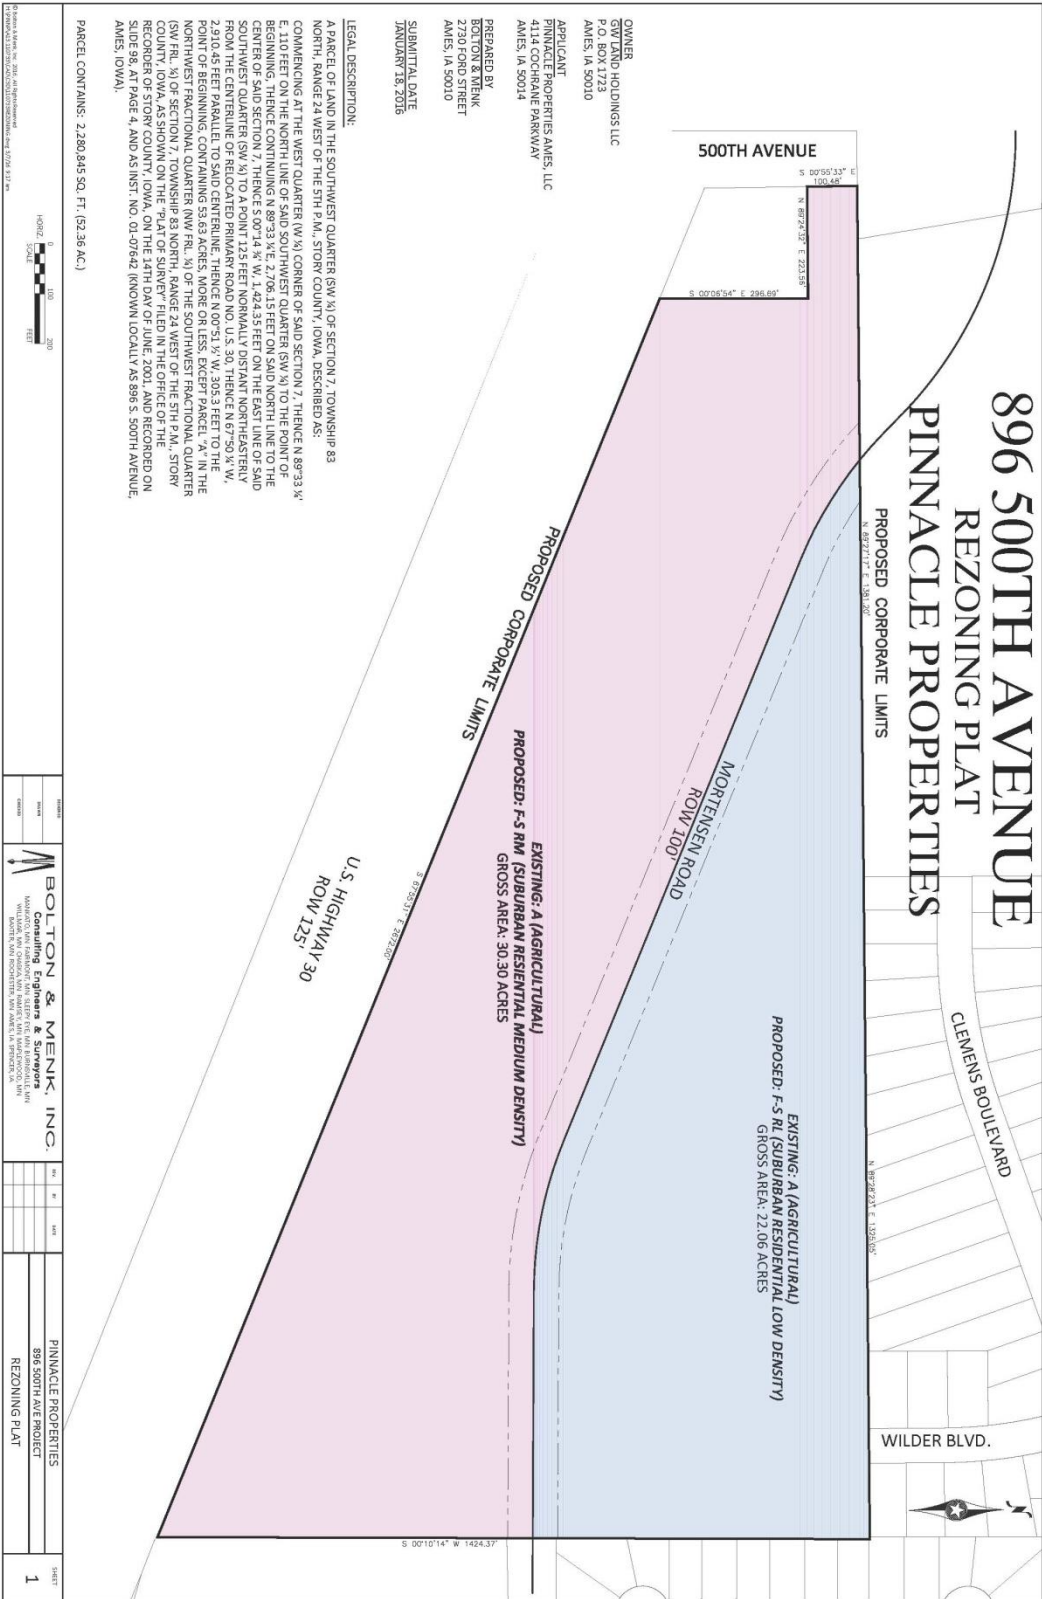 896 500TH AVENUE
REZONING PLAT
PINNACLE PROPERTIES
OWNER
GW LAND HOLDINGS LLC
P.O. BOX 1723
AMES, IA 50010
APPLICANT
PINNACLE PROPERTIES AMES, LLC
4114 COCHRANE PARKWAY
AMES, IA 50014
PREPARED BY
BOLTON & MENK
2730 FORD STREET
AMES, IA 50010
SUBMITTAL DATE
JANUARY 18, 2016
LEGAL DESCRIPTION:
A PARCEL OF LAND IN THE SOUTHWEST QUARTER (SW ¼) OF SECTION 7, TOWNSHIP 83
NORTH, RANGE 24 WEST OF THE 5TH P.M., STORY COUNTY, IOWA, DESCRIBED AS:
COMMENCING AT THE WEST QUARTER (W ¼) CORNER OF SAID SECTION 7, THENCE N 89°33 ¼'
E, 110 FEET ON THE NORTH LINE OF SAID SOUTHWEST QUARTER (SW ¼) TO THE POINT OF
BEGINNING, THENCE CONTINUING N 89°33 ¼'E, 2,706.15 FEET ON SAID NORTH LINE TO THE
CENTER OF SAID SECTION 7, THENCE S 00°14 ¾' W, 1,424.35 FEET ON THE EAST LINE OF SAID
SOUTHWEST QUARTER (SW ¼) TO A POINT 125 FEET NORMALLY DISTANT NORTHEASTERLY
FROM THE CENTERLINE OF RELOCATED PRIMARY ROAD NO. U.S. 30, THENCE N 67°50 ¼' W,
2,910.45 FEET PARALLEL TO SAID CENTERLINE, THENCE N 00°51 ½' W, 305.3 FEET TO THE
POINT OF BEGINNING, CONTAINING 53.63 ACRES, MORE OR LESS, EXCEPT PARCEL "A" IN THE
NORTHWEST FRACTIONAL QUARTER (NW FRL. ¼) OF THE SOUTHWEST FRACTIONAL QUARTER
(SW FRL. ¼) OF SECTION 7, TOWNSHIP 83 NORTH, RANGE 24 WEST OF THE 5TH P.M., STORY
COUNTY, IOWA, AS SHOWN ON THE "PLAT OF SURVEY" FILED IN THE OFFICE OF THE
RECORDER OF STORY COUNTY, IOWA, ON THE 14TH DAY OF JUNE, 2001, AND RECORDED ON
SLIDE 98, AT PAGE 4, AND AS INST. NO. 01-07642 (KNOWN LOCALLY AS 896 S. 500TH AVENUE,
AMES, IOWA).
PARCEL CONTAINS: 2,280,845 SQ. FT. (52.36 AC.)
500TH AVENUE
S 00°55'33" E
100.48'
N 89°24'32" E 223.56'
S 00°06'54" E 296.69'
PROPOSED CORPORATE LIMITS
N 89°27'17" E 1381.20'
N 89°28'23" E 1325.05'
CLEMENS BOULEVARD
WILDER BLVD.
N
MORTENSEN ROAD
ROW 100'
EXISTING: A (AGRICULTURAL)
PROPOSED: F-S RL (SUBURBAN RESIDENTIAL LOW DENSITY)
GROSS AREA: 22.06 ACRES
EXISTING: A (AGRICULTURAL)
PROPOSED: F-S RM (SUBURBAN RESIENTIAL MEDIUM DENSITY)
GROSS AREA: 30.30 ACRES
PROPOSED CORPORATE LIMITS
U.S. HIGHWAY 30
ROW 125'
S 00°10'14" W 1424.37'
0 100 200
HORIZ. SCALE FEET
BOLTON & MENK, INC.
Consulting Engineers & Surveyors
PINNACLE PROPERTIES
896 500TH AVE PROJECT
REZONING PLAT
SHEET
1